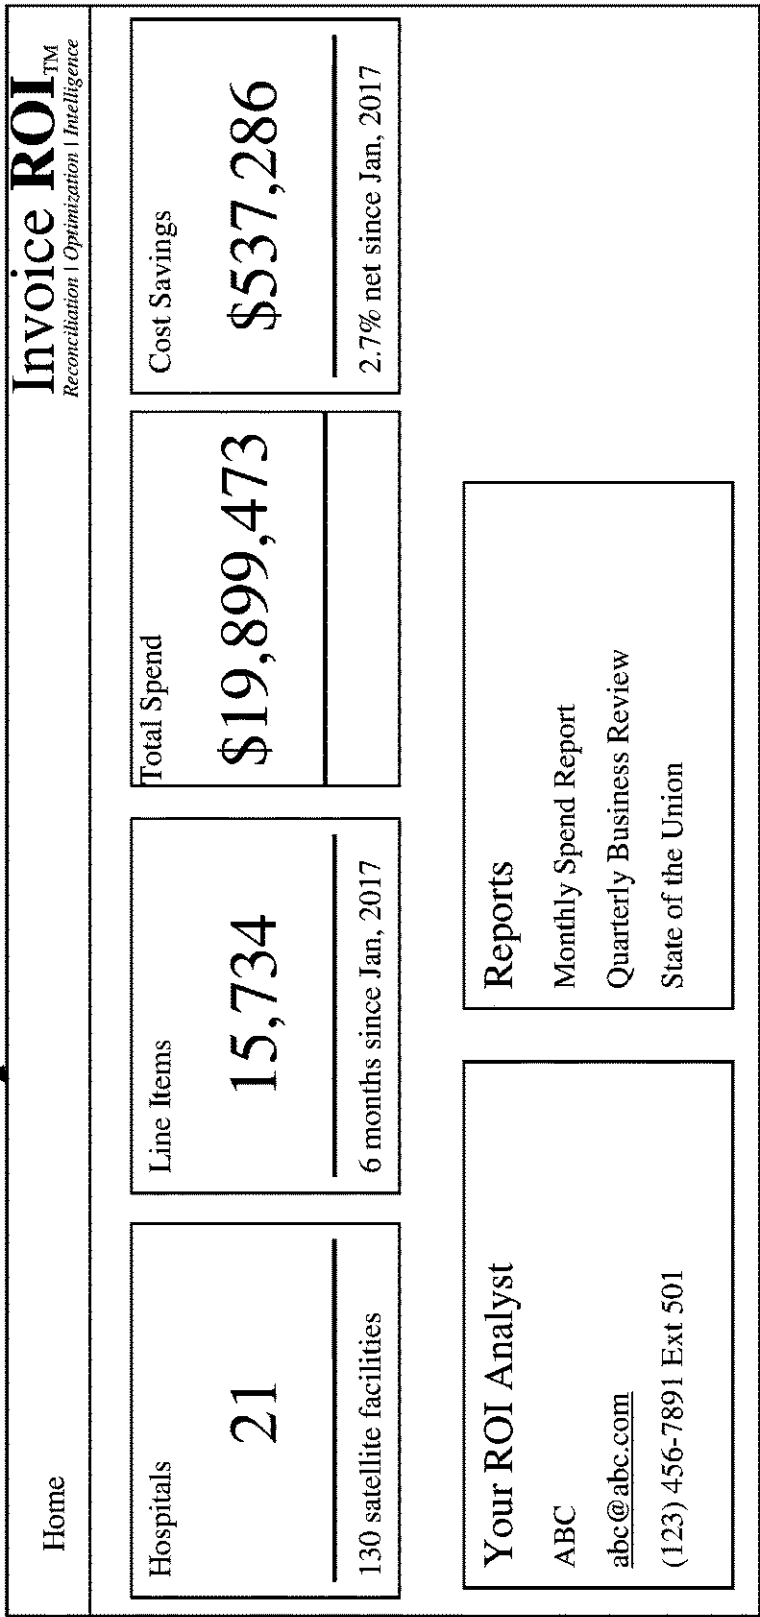 Home
Invoice ROI™
Reconciliation | Optimization | Intelligence
Hospitals
21
130 satellite facilities
Line Items
15,734
6 months since Jan, 2017
Total Spend
$19,899,473
Cost Savings
$537,286
2.7% net since Jan, 2017
Your ROI Analyst
ABC
abc@abc.com
(123) 456-7891 Ext 501
Reports
Monthly Spend Report
Quarterly Business Review
State of the Union